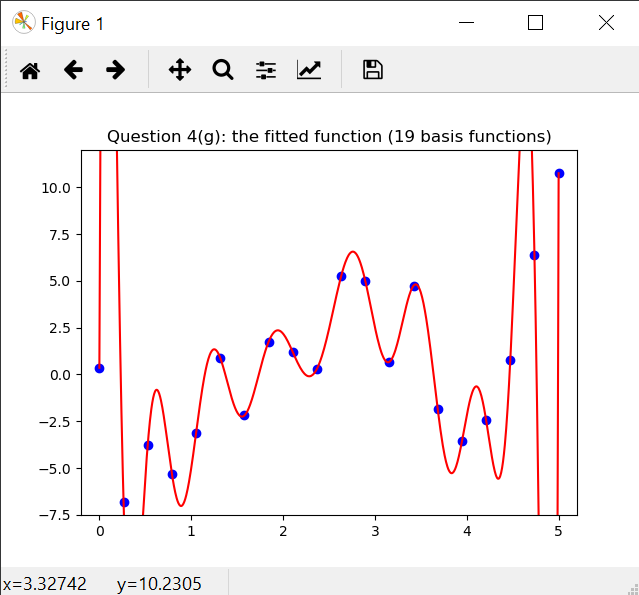 Figure 1
Question 4(g): the fitted function (19 basis functions)
10.0
7.5
5.0
2.5
0.0
−2.5
−5.0
−7.5
0 1 2 3 4 5
x=3.32742 y=10.2305